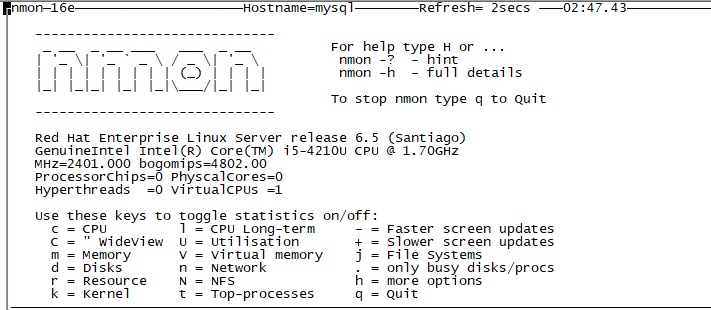 nmon-16e Hostname=mysql Refresh= 2secs 02:47.43
nmon
For help type H or ...
nmon -? - hint
nmon -h - full details
To stop nmon type q to Quit
Red Hat Enterprise Linux Server release 6.5 (Santiago)
GenuineIntel Intel(R) Core(TM) i5-4210U CPU @ 1.70GHz
MHz=2401.000 bogomips=4802.00
ProcessorChips=0 PhyscalCores=0
Hyperthreads =0 VirtualCPUs =1
Use these keys to toggle statistics on/off:
c = CPU l = CPU Long-term - = Faster screen updates
C = " WideView U = Utilisation + = Slower screen updates
m = Memory V = Virtual memory j = File Systems
d = Disks n = Network . = only busy disks/procs
r = Resource N = NFS h = more options
k = Kernel t = Top-processes q = Quit